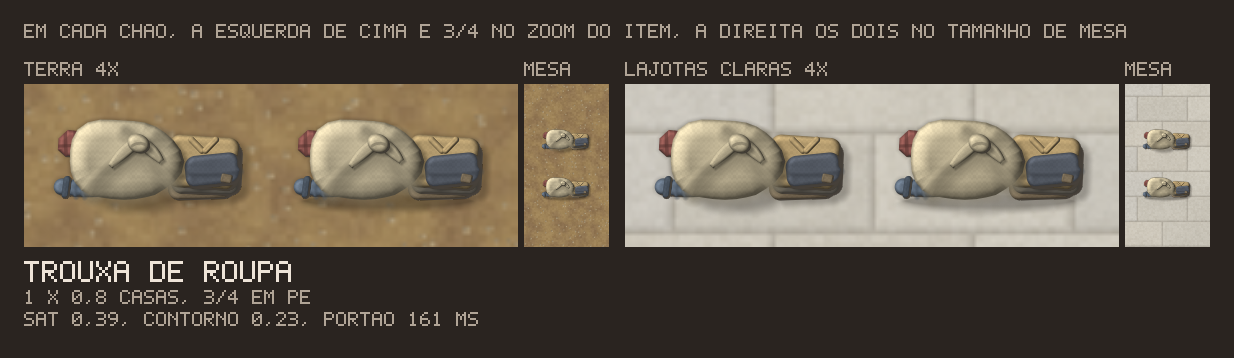 EM CADA CHAO, A ESQUERDA DE CIMA E 3/4 NO ZOOM DO ITEM, A DIREITA OS DOIS NO TAMANHO DE MESA
TERRA 4X MESA LAJOTAS CLARAS 4X MESA
TROUXA DE ROUPA
1 X 0,8 CASAS, 3/4 EM PE
SAT 0,39, CONTORNO 0,23, PORTAO 161 MS